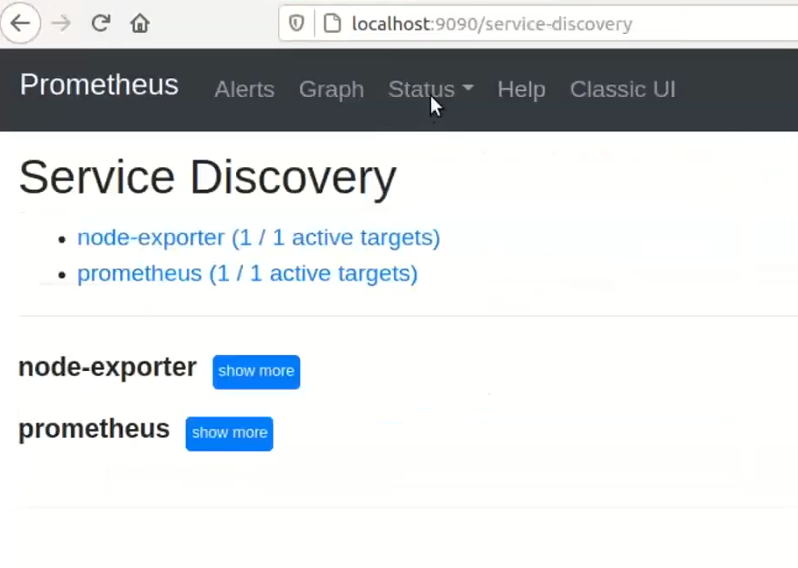 localhost:9090/service-discovery
Prometheus Alerts Graph Status Help Classic UI
Service Discovery
node-exporter (1 / 1 active targets)
prometheus (1 / 1 active targets)
node-exporter show more
prometheus show more